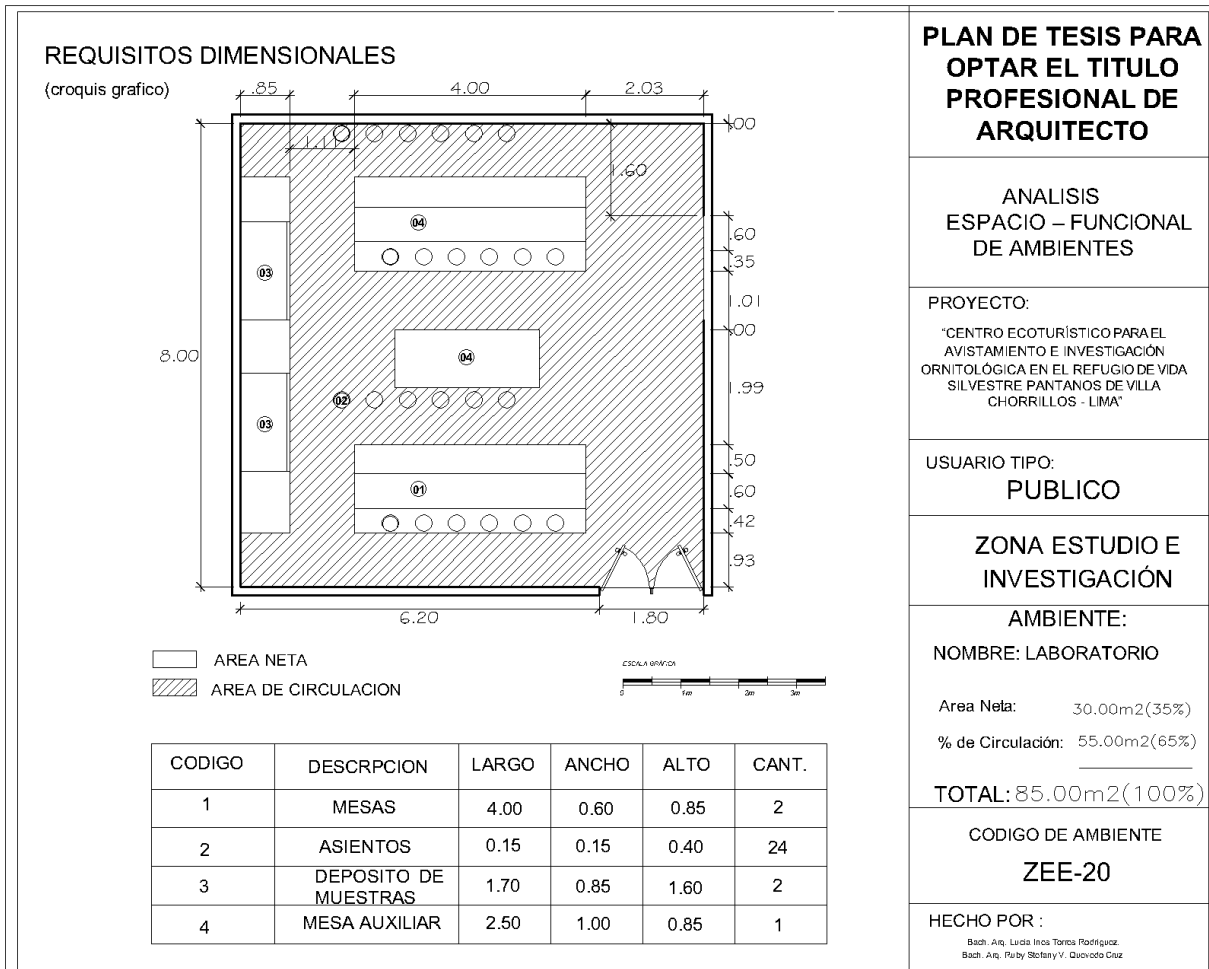 REQUISITOS DIMENSIONALES
(croquis grafico)
.85
4.00
2.03
.00
1.11
1.60
04
.60
.35
1.01
.00
03
8.00
04
1.99
02
03
.50
01
.60
.42
.93
6.20
1.80
AREA NETA
AREA DE CIRCULACION
ESCALA GRÁFICA
0 1m 2m 3m
CODIGO DESCRPCION LARGO ANCHO ALTO CANT.
1 MESAS 4.00 0.60 0.85 2
2 ASIENTOS 0.15 0.15 0.40 24
3 DEPOSITO DE MUESTRAS 1.70 0.85 1.60 2
4 MESA AUXILIAR 2.50 1.00 0.85 1
PLAN DE TESIS PARA
OPTAR EL TITULO
PROFESIONAL DE
ARQUITECTO
ANALISIS
ESPACIO – FUNCIONAL
DE AMBIENTES
PROYECTO:
“CENTRO ECOTURÍSTICO PARA EL
AVISTAMIENTO E INVESTIGACIÓN
ORNITOLÓGICA EN EL REFUGIO DE VIDA
SILVESTRE PANTANOS DE VILLA
CHORRILLOS - LIMA”
USUARIO TIPO:
PUBLICO
ZONA ESTUDIO E
INVESTIGACIÓN
AMBIENTE:
NOMBRE: LABORATORIO
Area Neta: 30.00m2(35%)
% de Circulación: 55.00m2(65%)
TOTAL: 85.00m2(100%)
CODIGO DE AMBIENTE
ZEE-20
HECHO POR :
Bach. Arq. Lucia Ines Torres Rodriguez.
Bach. Arq. Ruby Stefany V. Quevedo Cruz